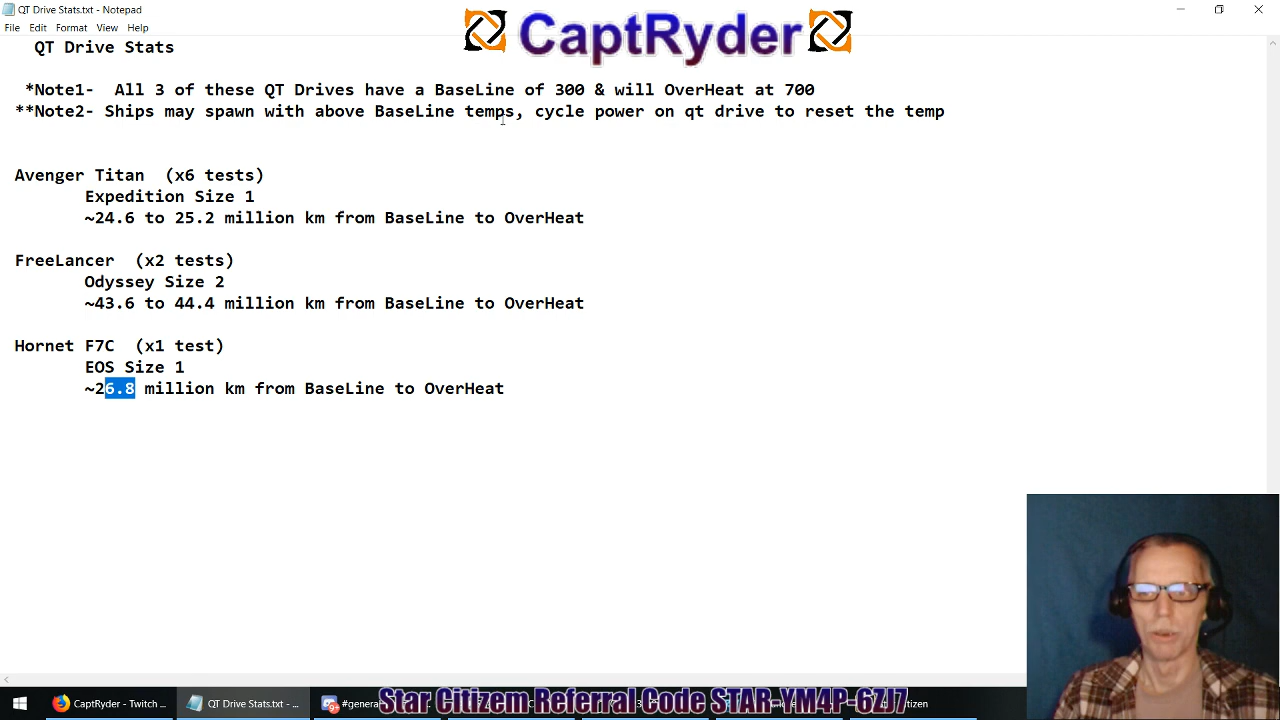 QT Drive Stats.txt - Notepad
File Edit Format View Help
CaptRyder
QT Drive Stats
*Note1- All 3 of these QT Drives have a BaseLine of 300 & will OverHeat at 700
**Note2- Ships may spawn with above BaseLine temps, cycle power on qt drive to reset the temp
Avenger Titan (x6 tests)
Expedition Size 1
~24.6 to 25.2 million km from BaseLine to OverHeat
FreeLancer (x2 tests)
Odyssey Size 2
~43.6 to 44.4 million km from BaseLine to OverHeat
Hornet F7C (x1 test)
EOS Size 1
~26.8 million km from BaseLine to OverHeat
CaptRyder - Twitch ...
QT Drive Stats.txt - ...
Star Citizem Referral Code STAR-YM4P-6ZJ7